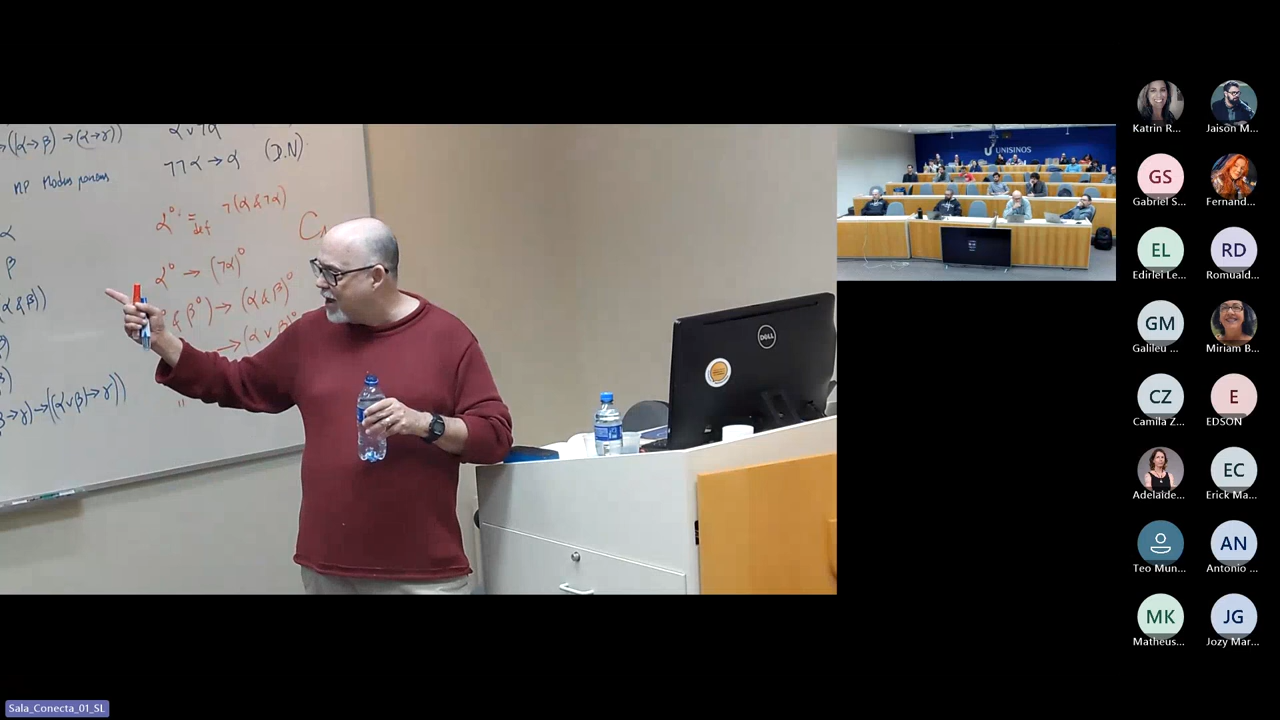 →((α→β)→(α→γ))
MP Modus ponens
α
β
α & β))
β)
β)
β→γ)→((α∨β)→γ))
α∨¬α
¬¬α→α (D.N)
α° =def ¬(α&¬α)
α° → (¬α)°
& β°) → (α & β)°
→ (α ∨ β)°
"
DELL
UNISINOS
Katrin R...
Jaison M...
GS
Gabriel S...
Fernand...
EL
Edirlei Le...
RD
Romuald...
GM
Galileu ...
Miriam B...
CZ
Camila Z...
E
EDSON
Adelaide...
EC
Erick Ma...
Teo Mun...
AN
Antonio ...
MK
Matheus...
JG
Jozy Mar...
Sala_Conecta_01_SL